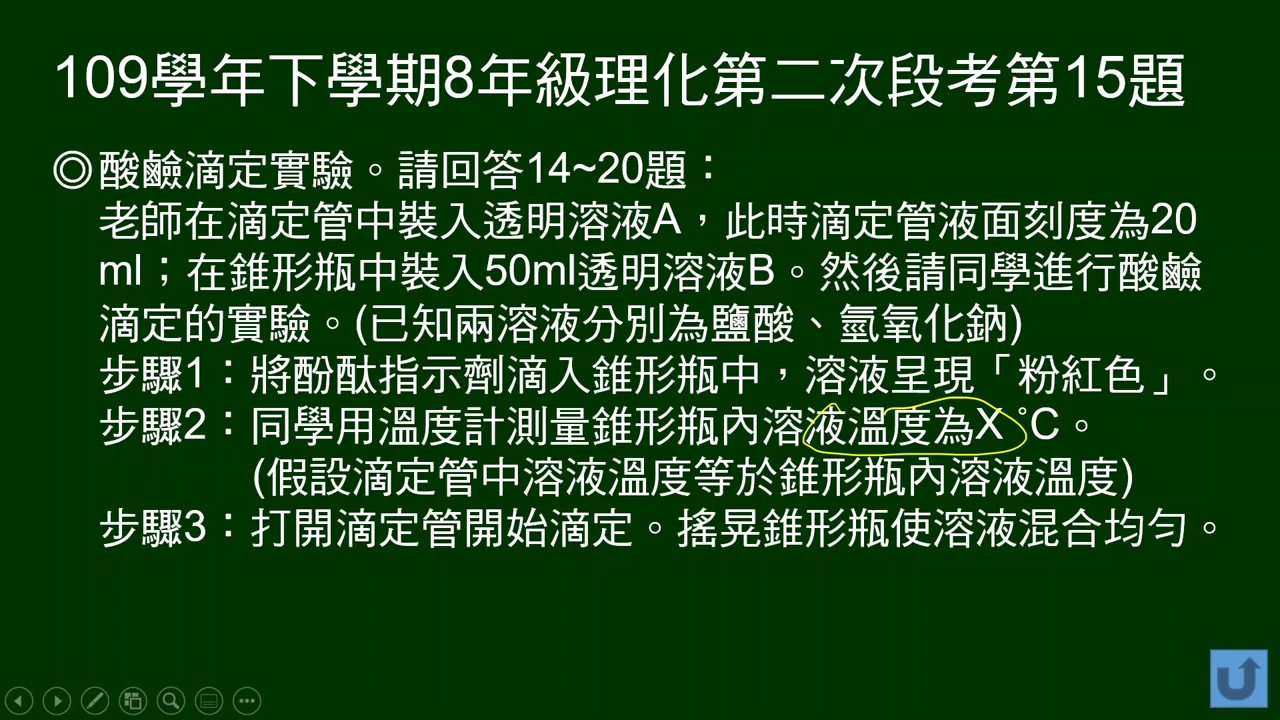 109學年下學期8年級理化第二次段考第15題
◎酸鹼滴定實驗。請回答14~20題：
老師在滴定管中裝入透明溶液A，此時滴定管液面刻度為20
ml；在錐形瓶中裝入50ml透明溶液B。然後請同學進行酸鹼
滴定的實驗。(已知兩溶液分別為鹽酸、氫氧化鈉)
步驟1：將酚酞指示劑滴入錐形瓶中，溶液呈現「粉紅色」。
步驟2：同學用溫度計測量錐形瓶內溶液溫度為X °C。
(假設滴定管中溶液溫度等於錐形瓶內溶液溫度)
步驟3：打開滴定管開始滴定。搖晃錐形瓶使溶液混合均勻。